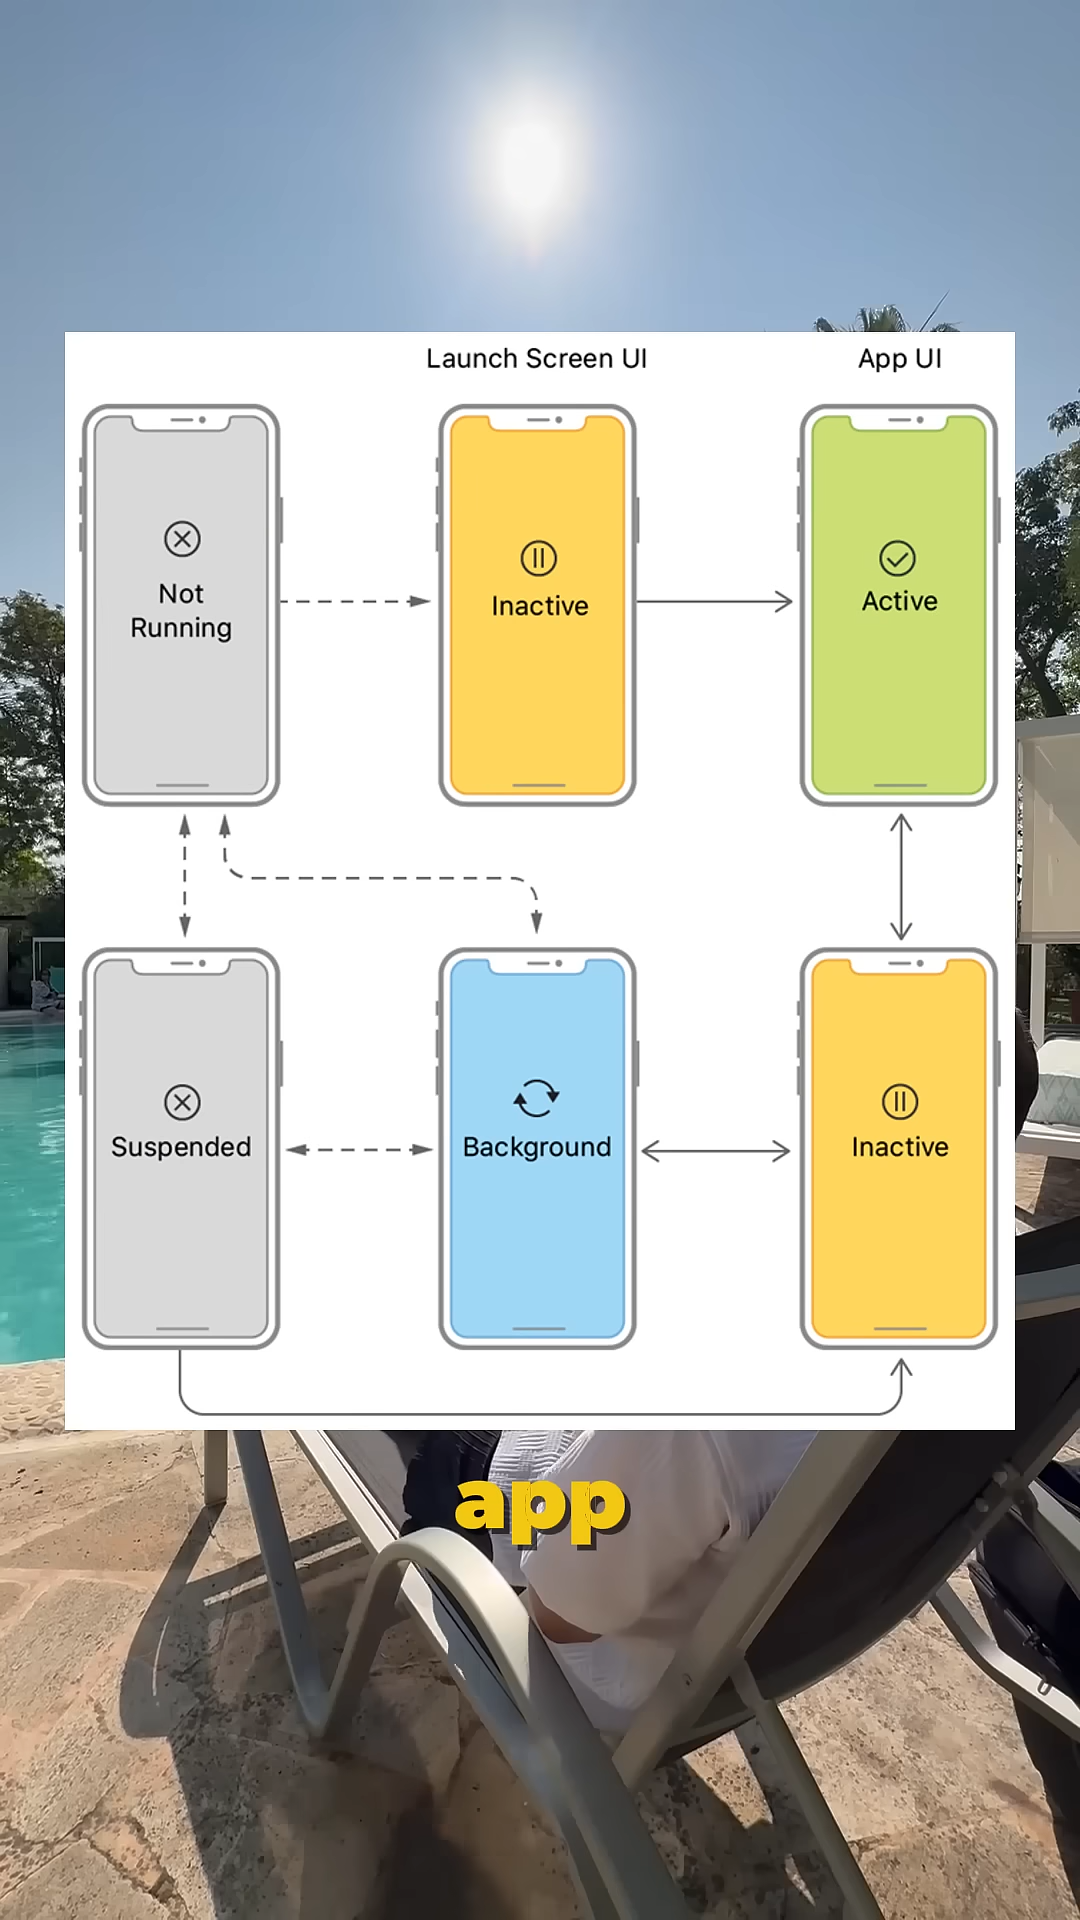 Launch Screen UI
App UI
Not
Running
Inactive
Active
Suspended
Background
Inactive
app